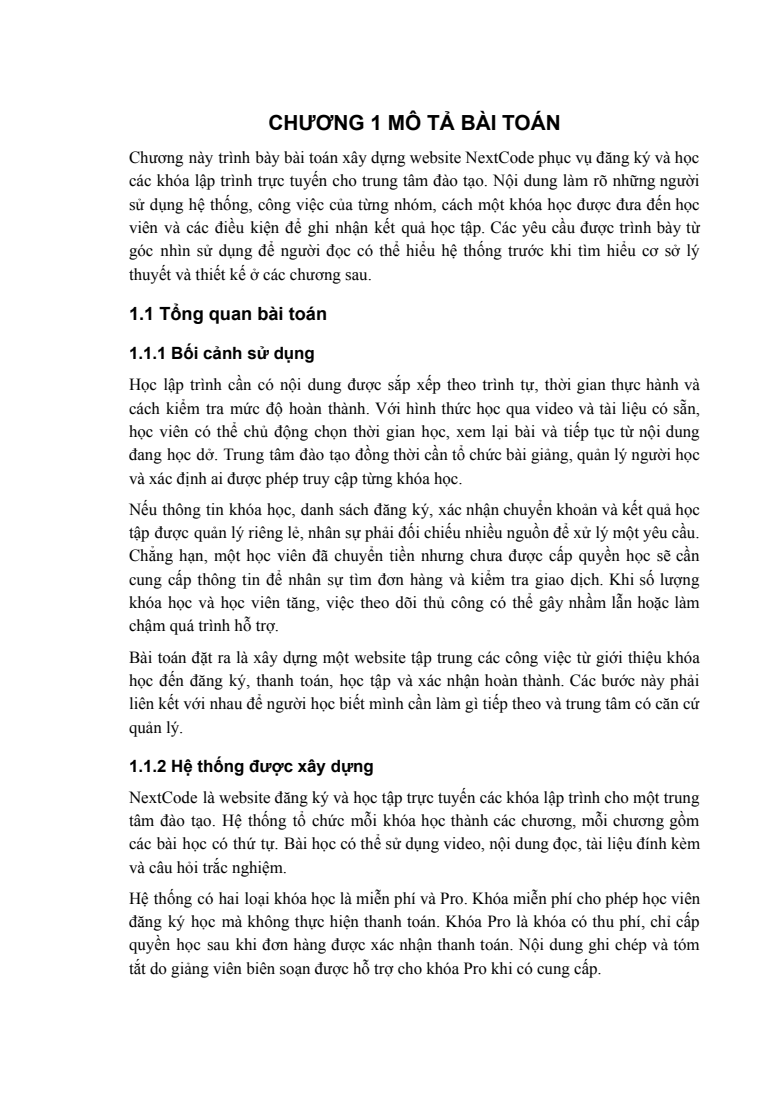 CHƯƠNG 1 MÔ TẢ BÀI TOÁN
Chương này trình bày bài toán xây dựng website NextCode phục vụ đăng ký và học
các khóa lập trình trực tuyến cho trung tâm đào tạo. Nội dung làm rõ những người
sử dụng hệ thống, công việc của từng nhóm, cách một khóa học được đưa đến học
viên và các điều kiện để ghi nhận kết quả học tập. Các yêu cầu được trình bày từ
góc nhìn sử dụng để người đọc có thể hiểu hệ thống trước khi tìm hiểu cơ sở lý
thuyết và thiết kế ở các chương sau.
1.1 Tổng quan bài toán
1.1.1 Bối cảnh sử dụng
Học lập trình cần có nội dung được sắp xếp theo trình tự, thời gian thực hành và
cách kiểm tra mức độ hoàn thành. Với hình thức học qua video và tài liệu có sẵn,
học viên có thể chủ động chọn thời gian học, xem lại bài và tiếp tục từ nội dung
đang học dở. Trung tâm đào tạo đồng thời cần tổ chức bài giảng, quản lý người học
và xác định ai được phép truy cập từng khóa học.
Nếu thông tin khóa học, danh sách đăng ký, xác nhận chuyển khoản và kết quả học
tập được quản lý riêng lẻ, nhân sự phải đối chiếu nhiều nguồn để xử lý một yêu cầu.
Chẳng hạn, một học viên đã chuyển tiền nhưng chưa được cấp quyền học sẽ cần
cung cấp thông tin để nhân sự tìm đơn hàng và kiểm tra giao dịch. Khi số lượng
khóa học và học viên tăng, việc theo dõi thủ công có thể gây nhầm lẫn hoặc làm
chậm quá trình hỗ trợ.
Bài toán đặt ra là xây dựng một website tập trung các công việc từ giới thiệu khóa
học đến đăng ký, thanh toán, học tập và xác nhận hoàn thành. Các bước này phải
liên kết với nhau để người học biết mình cần làm gì tiếp theo và trung tâm có căn cứ
quản lý.
1.1.2 Hệ thống được xây dựng
NextCode là website đăng ký và học tập trực tuyến các khóa lập trình cho một trung
tâm đào tạo. Hệ thống tổ chức mỗi khóa học thành các chương, mỗi chương gồm
các bài học có thứ tự. Bài học có thể sử dụng video, nội dung đọc, tài liệu đính kèm
và câu hỏi trắc nghiệm.
Hệ thống có hai loại khóa học là miễn phí và Pro. Khóa miễn phí cho phép học viên
đăng ký học mà không thực hiện thanh toán. Khóa Pro là khóa có thu phí, chỉ cấp
quyền học sau khi đơn hàng được xác nhận thanh toán. Nội dung ghi chép và tóm
tắt do giảng viên biên soạn được hỗ trợ cho khóa Pro khi có cung cấp.